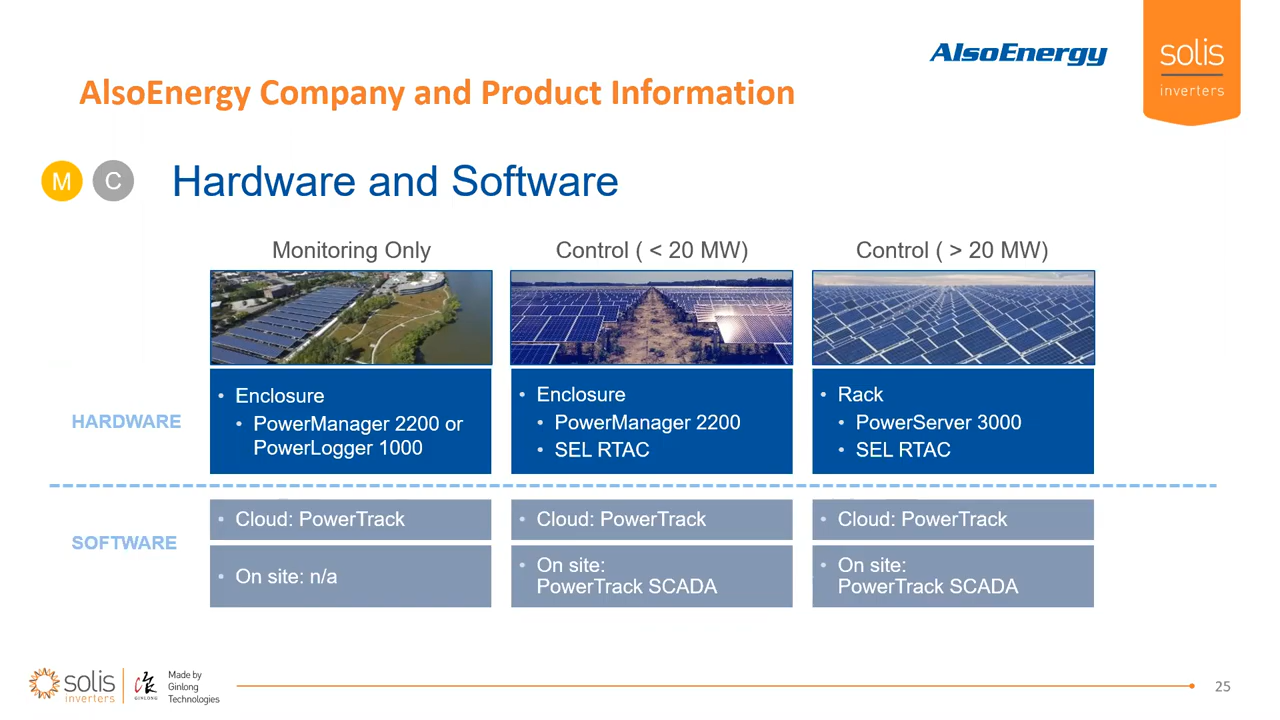 AlsoEnergy
solis
inverters
AlsoEnergy Company and Product Information
M C Hardware and Software
Monitoring Only
Control ( < 20 MW)
Control ( > 20 MW)
HARDWARE
• Enclosure
• PowerManager 2200 or
PowerLogger 1000
• Enclosure
• PowerManager 2200
• SEL RTAC
• Rack
• PowerServer 3000
• SEL RTAC
SOFTWARE
• Cloud: PowerTrack
• Cloud: PowerTrack
• Cloud: PowerTrack
• On site: n/a
• On site:
PowerTrack SCADA
• On site:
PowerTrack SCADA
solis
inverters
GINLONG
Made by
Ginlong
Technologies
25